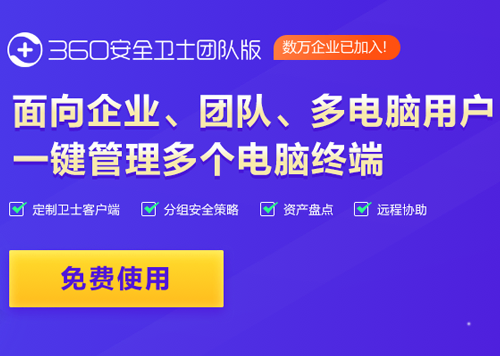 360安全卫士团队版 数万企业已加入!
面向企业、团队、多电脑用户
一键管理多个电脑终端
定制卫士客户端 分组安全策略 资产盘点 远程协助
免费使用